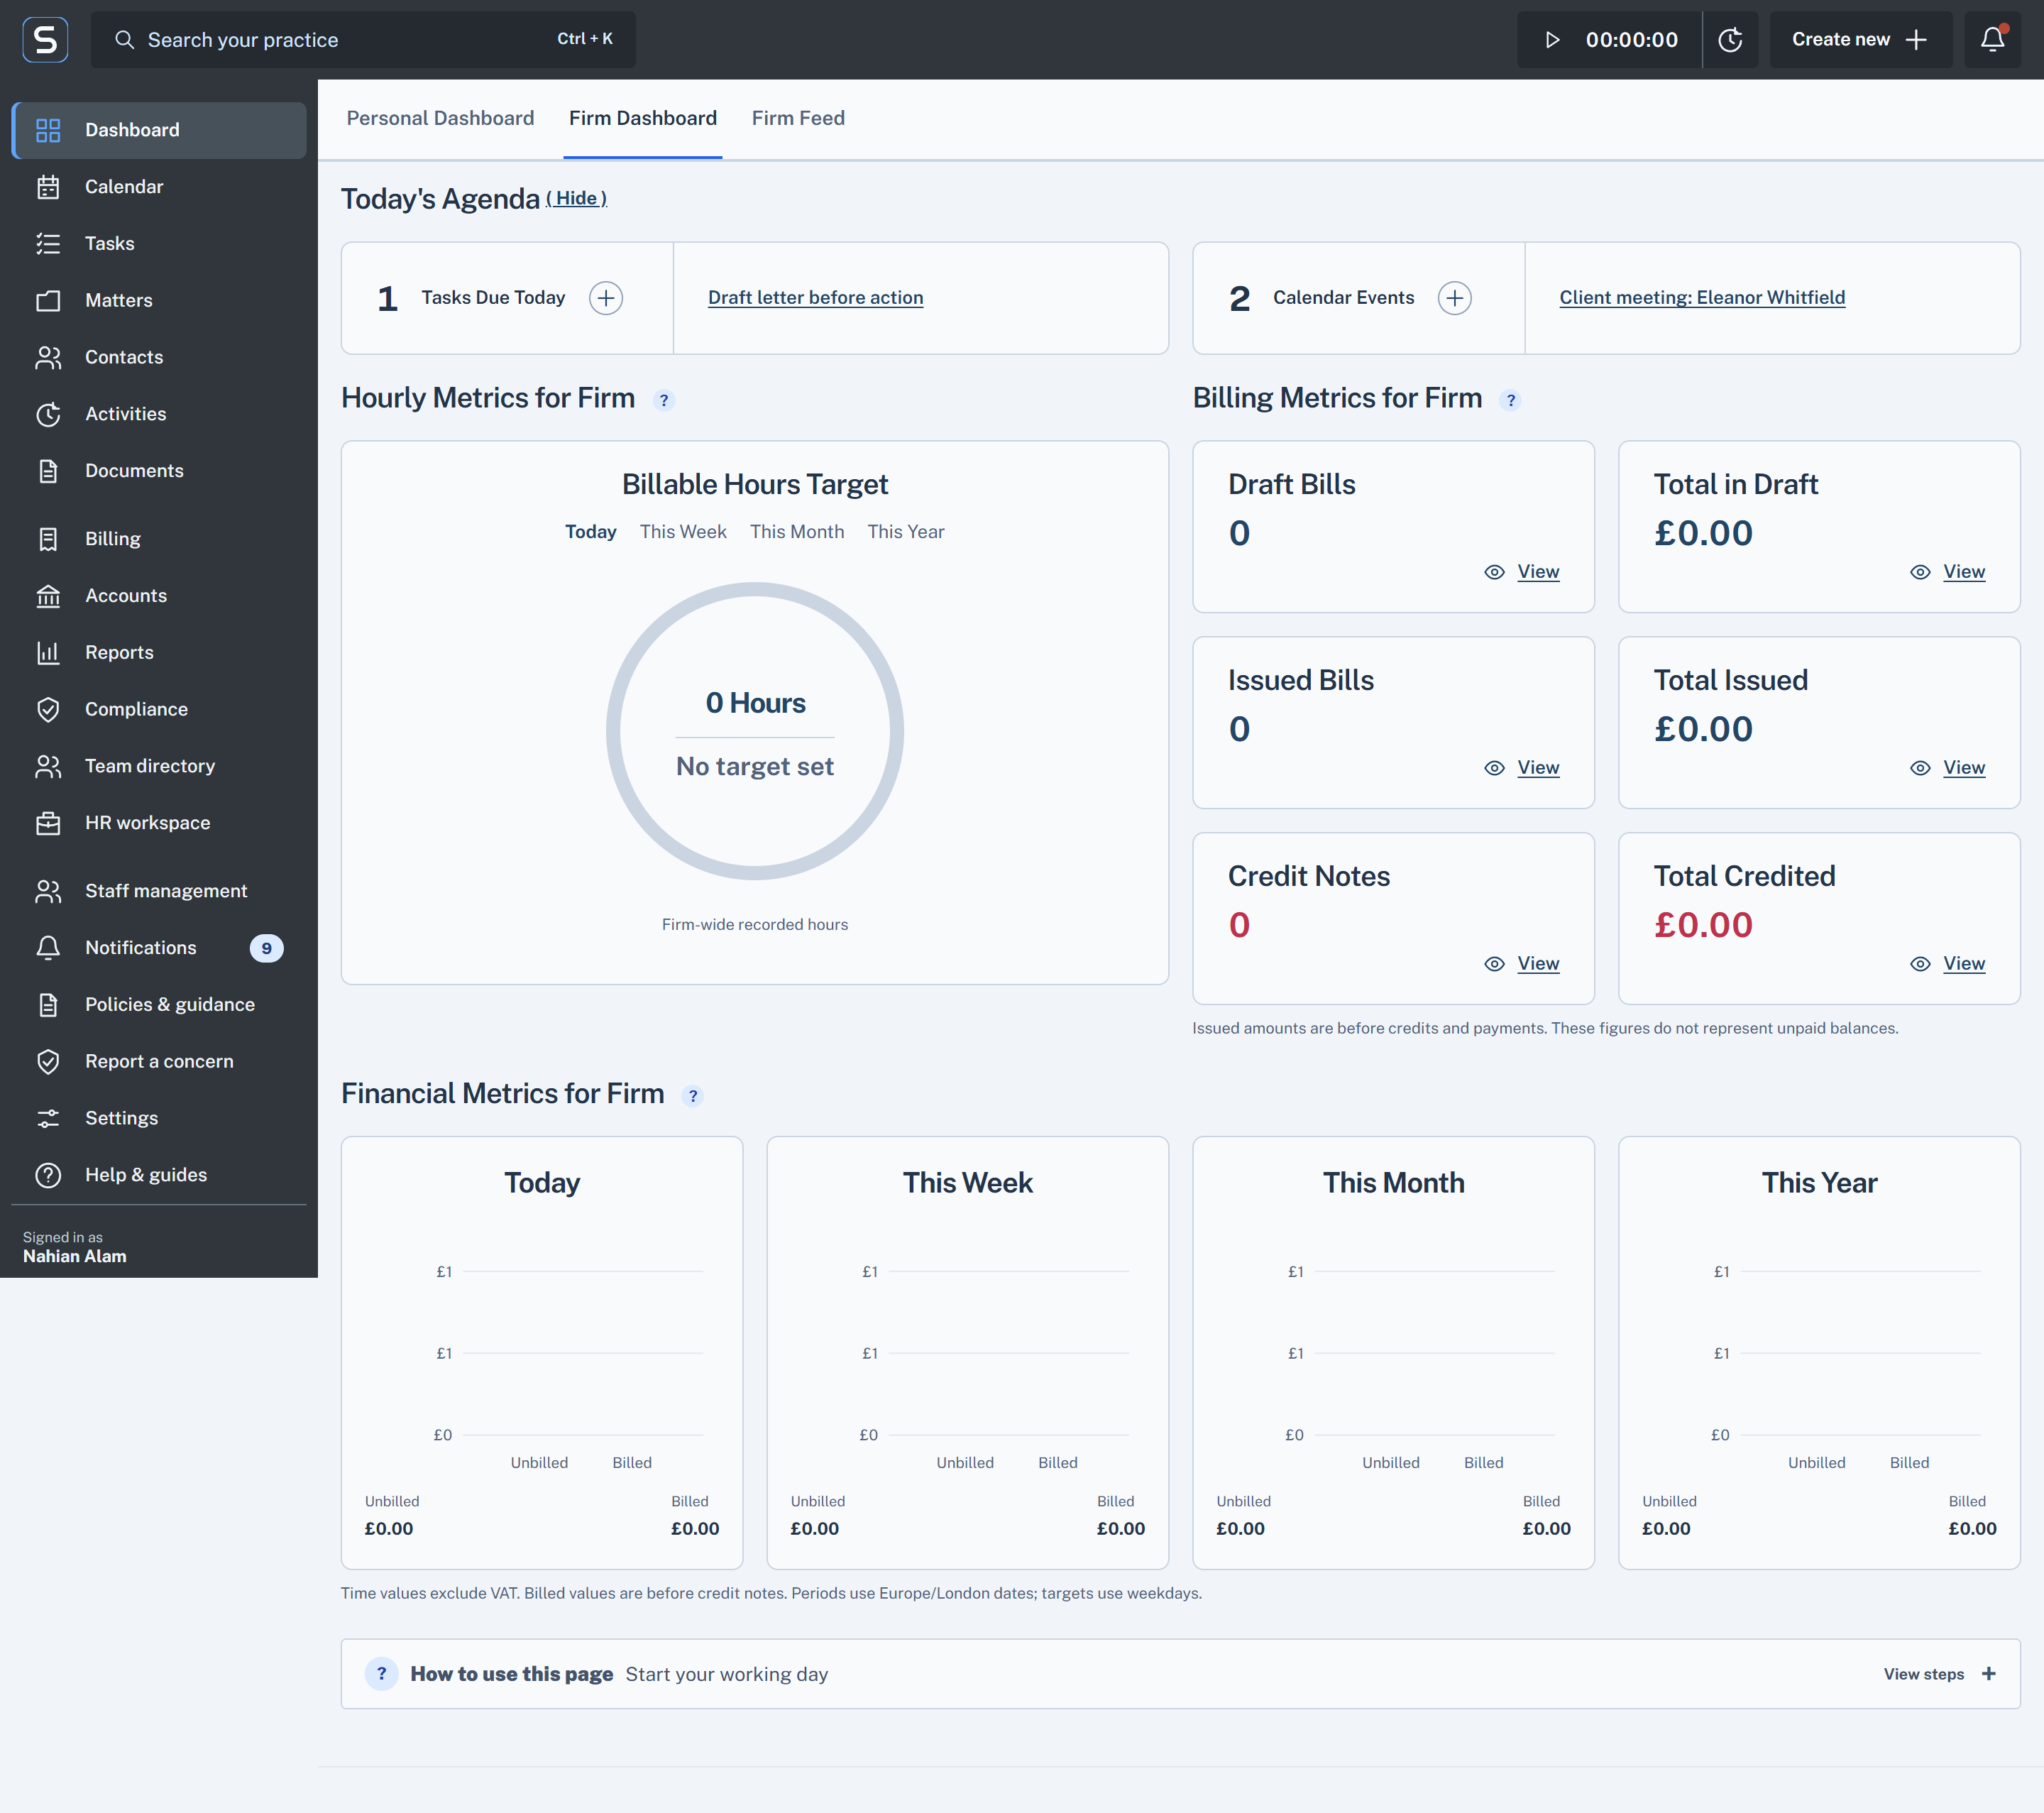 S
Search your practice
Ctrl + K
00:00:00
Create new
Dashboard
Calendar
Tasks
Matters
Contacts
Activities
Documents
Billing
Accounts
Reports
Compliance
Team directory
HR workspace
Staff management
Notifications 9
Policies & guidance
Report a concern
Settings
Help & guides
Signed in as
Nahian Alam
Personal Dashboard
Firm Dashboard
Firm Feed
Today's Agenda ( Hide )
1 Tasks Due Today
Draft letter before action
2 Calendar Events
Client meeting: Eleanor Whitfield
Hourly Metrics for Firm ?
Billable Hours Target
Today This Week This Month This Year
0 Hours
No target set
Firm-wide recorded hours
Billing Metrics for Firm ?
Draft Bills
0
View
Total in Draft
£0.00
View
Issued Bills
0
View
Total Issued
£0.00
View
Credit Notes
0
View
Total Credited
£0.00
View
Issued amounts are before credits and payments. These figures do not represent unpaid balances.
Financial Metrics for Firm ?
Today
£1
£1
£0
Unbilled Billed
Unbilled Billed
£0.00 £0.00
This Week
£1
£1
£0
Unbilled Billed
Unbilled Billed
£0.00 £0.00
This Month
£1
£1
£0
Unbilled Billed
Unbilled Billed
£0.00 £0.00
This Year
£1
£1
£0
Unbilled Billed
Unbilled Billed
£0.00 £0.00
Time values exclude VAT. Billed values are before credit notes. Periods use Europe/London dates; targets use weekdays.
? How to use this page Start your working day
View steps +